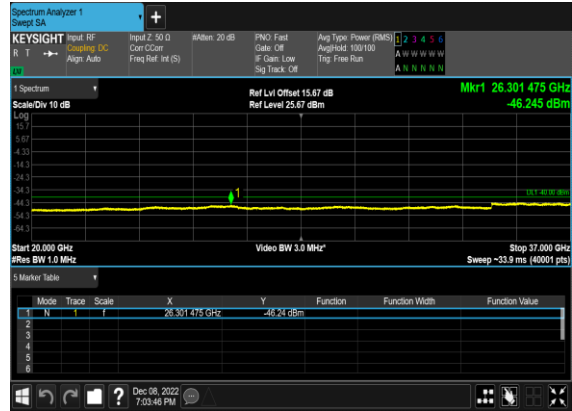 Spectrum Analyzer 1
Swept SA
+
KEYSIGHT
R T
Input: RF
Coupling: DC
Align: Auto
Input Z: 50 Ω
Corr CCorr
Freq Ref: Int (S)
#Atten: 20 dB
PNO: Fast
Gate: Off
IF Gain: Low
Sig Track: Off
Avg Type: Power (RMS)
Avg|Hold: 100/100
Trig: Free Run
1 2 3 4 5 6
A W W W W W
A N N N N N
1 Spectrum
Scale/Div 10 dB
Ref Lvl Offset 15.67 dB
Ref Level 25.67 dBm
Mkr1 26.301 475 GHz
-46.245 dBm
Log
15.7
5.67
-4.33
-14.3
-24.3
-34.3
-44.3
-54.3
-64.3
1
DL1 -40.00 dBm
Start 20.000 GHz
#Res BW 1.0 MHz
Video BW 3.0 MHz*
Stop 37.000 GHz
Sweep ~33.9 ms (40001 pts)
5 Marker Table
Mode Trace Scale X Y Function Function Width Function Value
1 N 1 f 26.301 475 GHz -46.24 dBm
2
3
4
5
6
?
Dec 08, 2022
7:03:46 PM